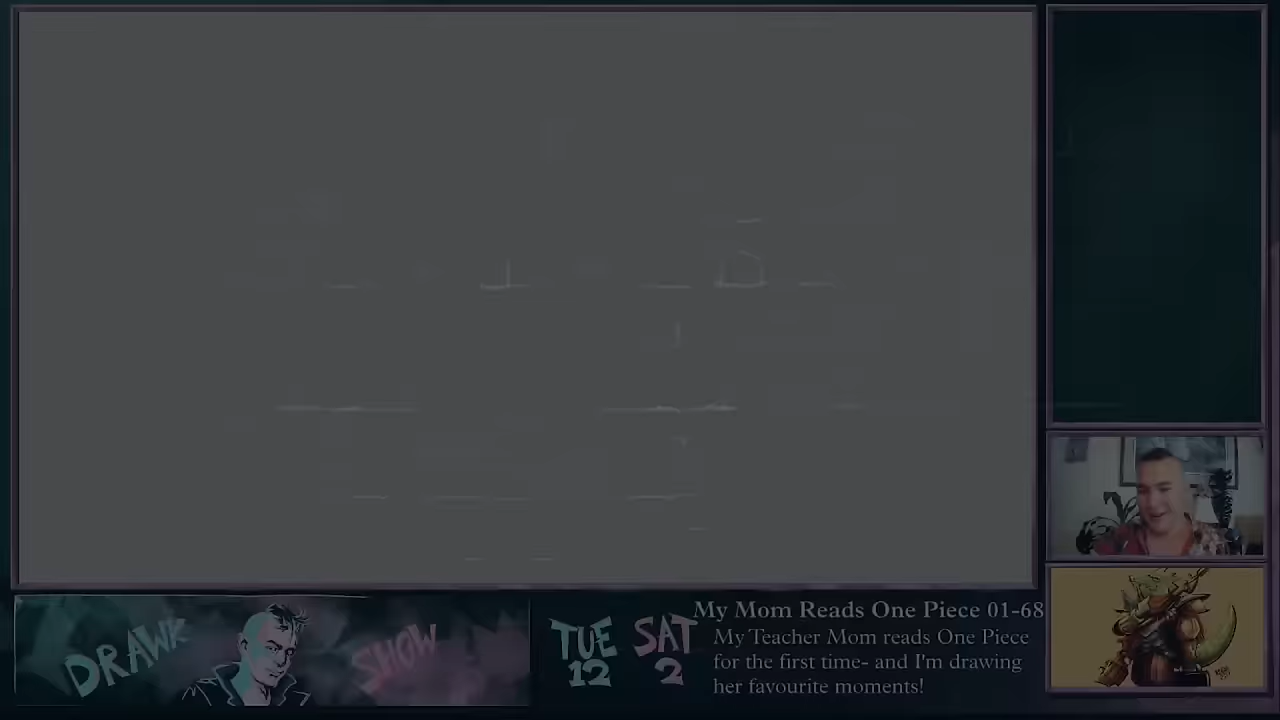 DRAWK
SHOW
TUE SAT
12 2
My Mom Reads One Piece 01-68
My Teacher Mom reads One Piece
for the first time- and I'm drawing
her favourite moments!